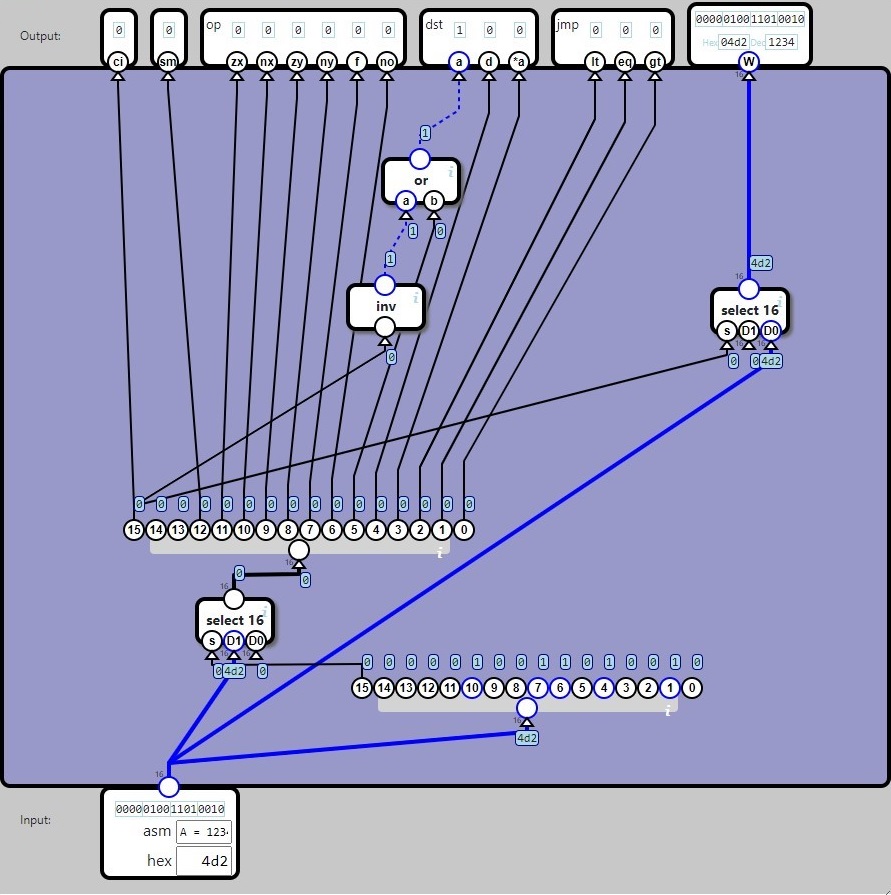 Output:
0
0
op 0 0 0 0 0 0
dst 1 0 0
jmp 0 0 0
0000010011010010
Hex 04d2 Dec 1234
ci sm zx nx zy ny f no a d *a lt eq gt W
16
1
or
i
a b
1 0
1
4d2
16
inv
i
select 16
i
s D1 D0
16 16
0 0 4d2
0
0 0 0 0 0 0 0 0 0 0 0 0 0 0 0 0
15 14 13 12 11 10 9 8 7 6 5 4 3 2 1 0
i
16
0 0
16
select 16
i
s D1 D0
16 16
0 4d2 0
0 0 0 0 0 1 0 0 1 1 0 1 0 0 1 0
15 14 13 12 11 10 9 8 7 6 5 4 3 2 1 0
i
16
4d2
16
Input:
0000010011010010
asm A = 123
hex 4d2